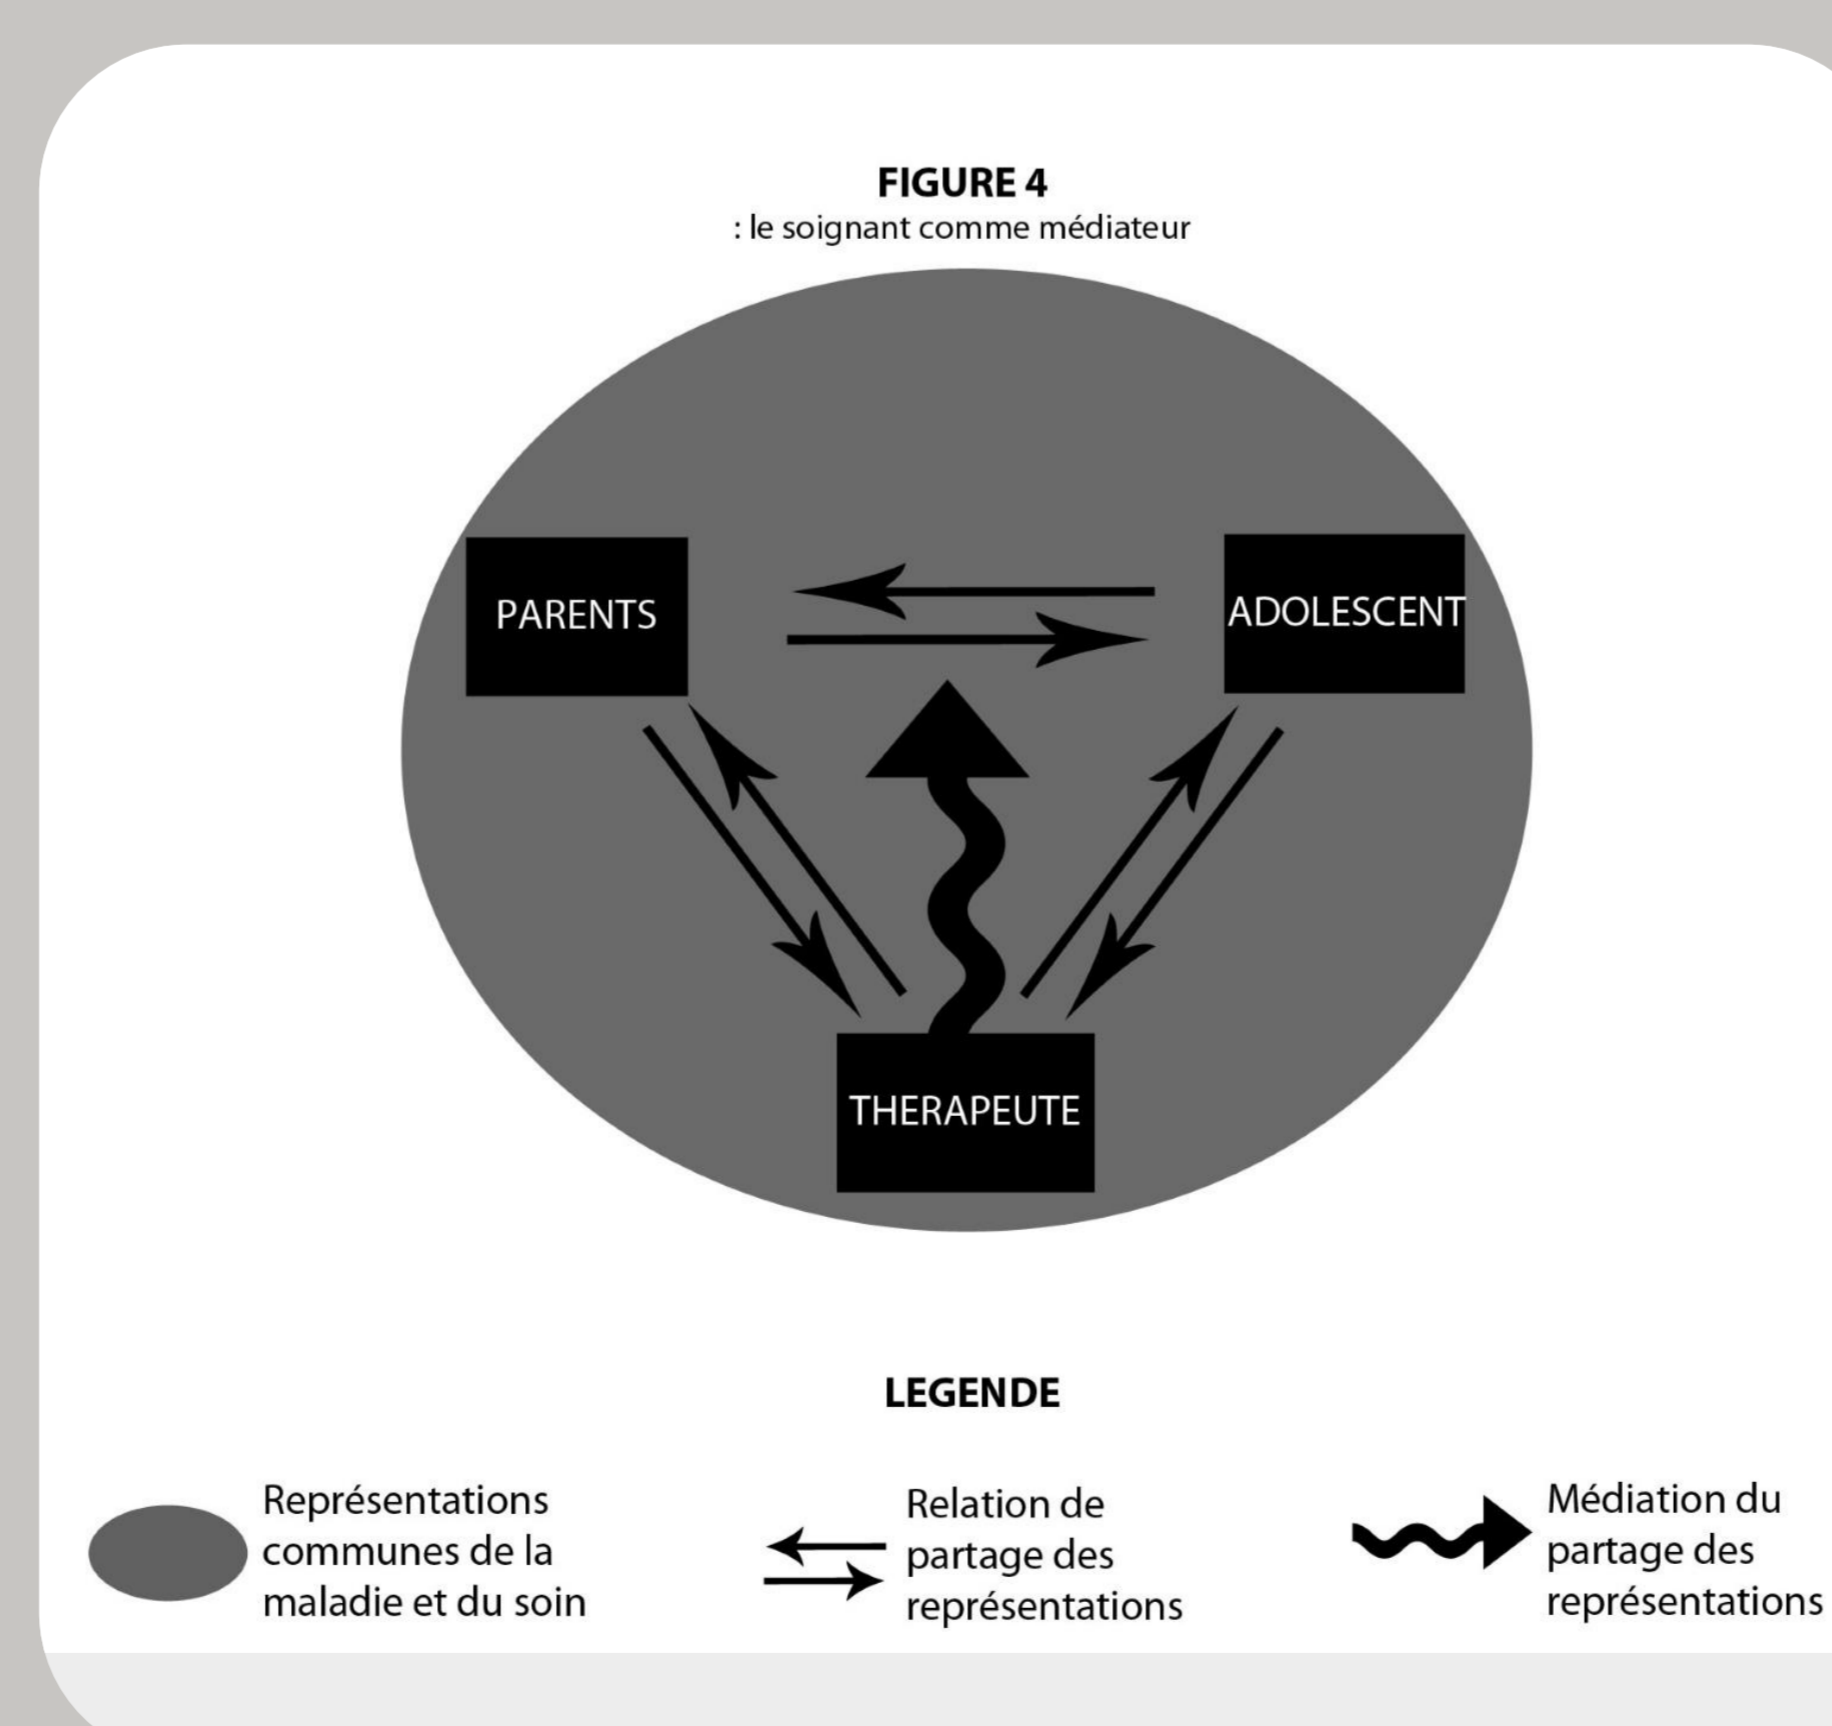 FIGURE 4
: le soignant comme médiateur
PARENTS
ADOLESCENT
THERAPEUTE
LEGENDE
Représentations
communes de la
maladie et du soin
Relation de
partage des
représentations
Médiation du
partage des
représentations